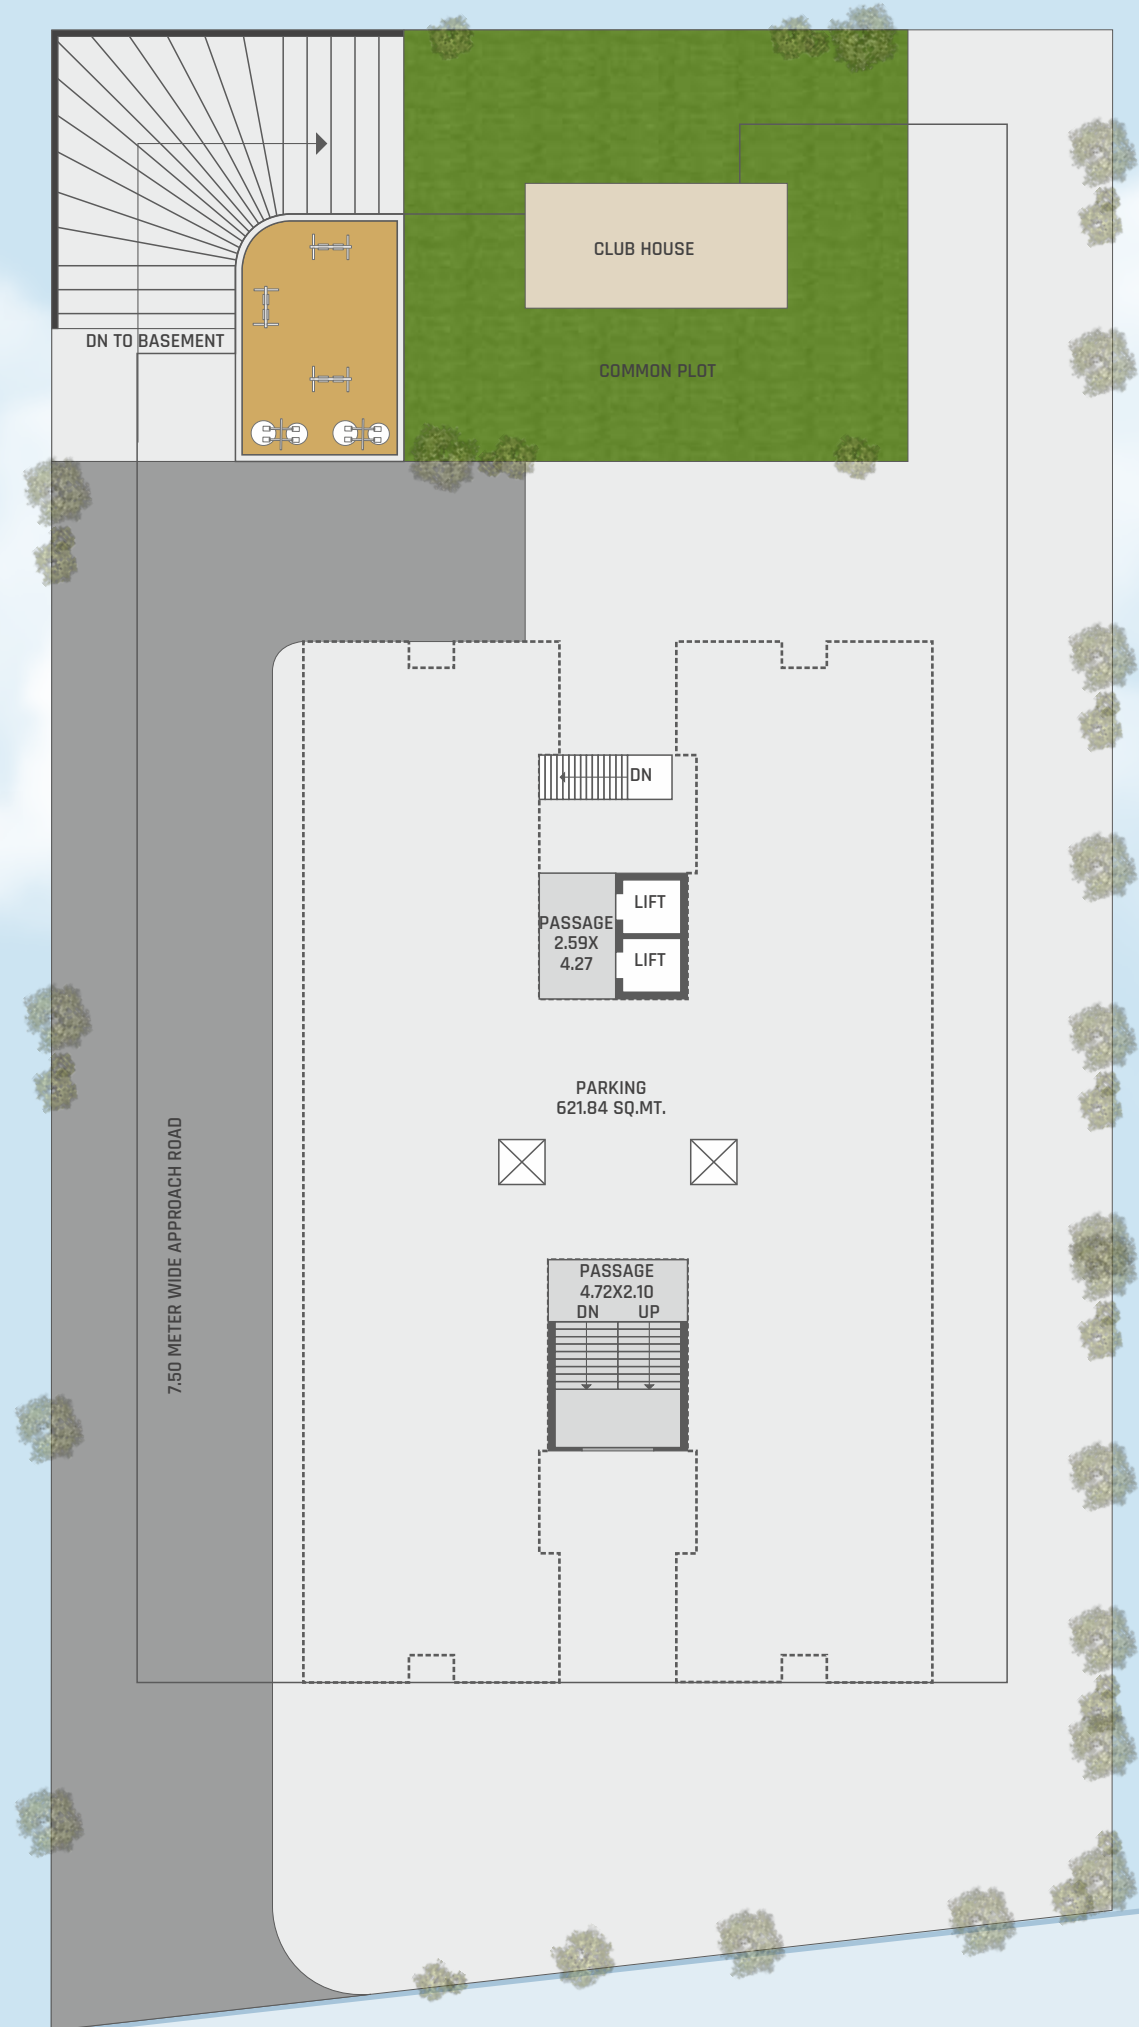 CLUB HOUSE
DN TO BASEMENT
COMMON PLOT
DN
LIFT
PASSAGE
2.59X
4.27
LIFT
PARKING
621.84 SQ.MT.
7.50 METER WIDE APPROACH ROAD
PASSAGE
4.72X2.10
DN UP